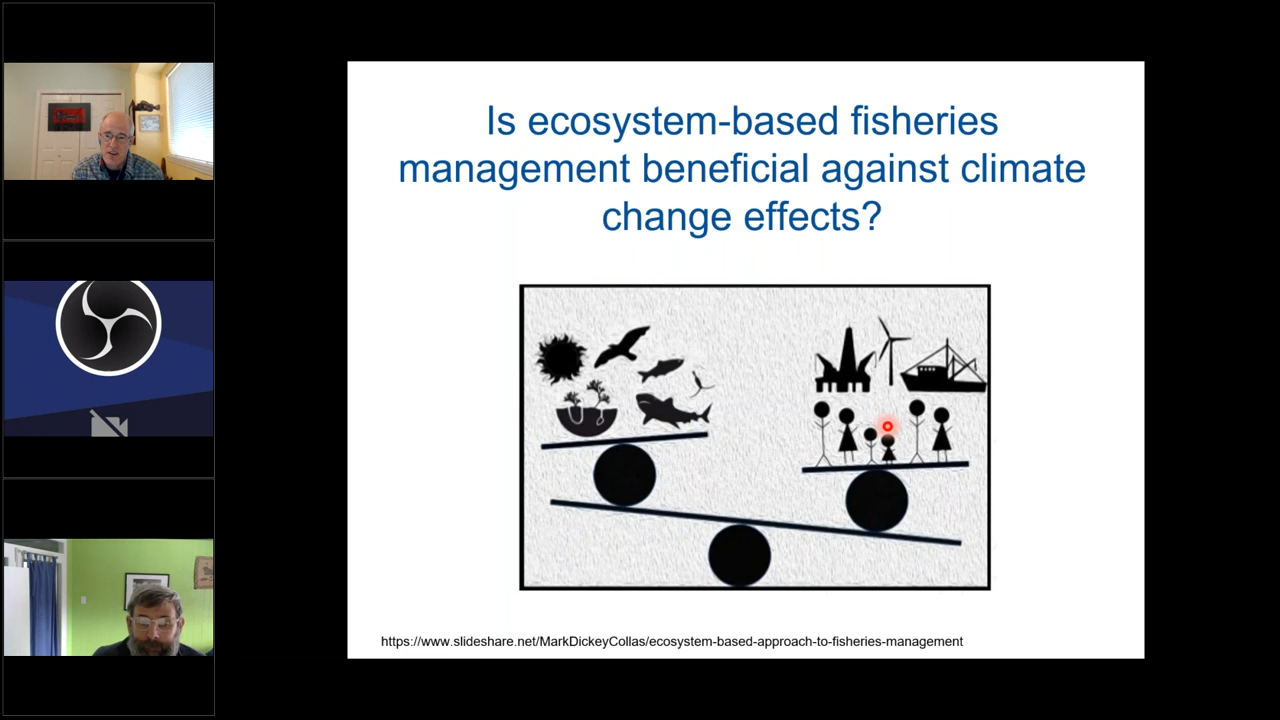 Is ecosystem-based fisheries
management beneficial against climate
change effects?
https://www.slideshare.net/MarkDickeyCollas/ecosystem-based-approach-to-fisheries-management